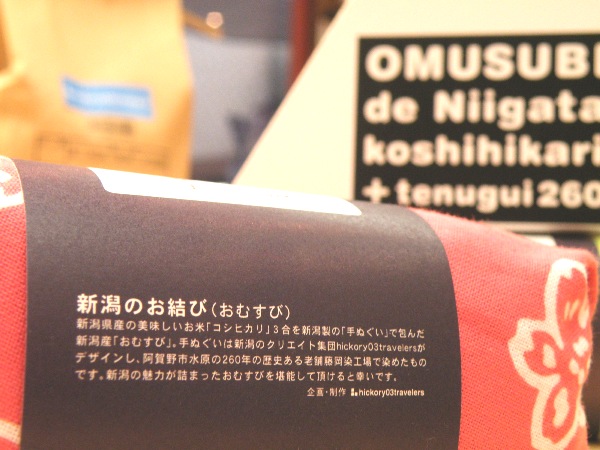 OMUSUBI
de Niigata
koshihikari
+ tenugui260
新潟のお結び(おむすび)
新潟県産の美味しいお米「コシヒカリ」3合を新潟製の「手ぬぐい」で包んだ
新潟産「おむすび」。手ぬぐいは新潟のクリエイト集団hickory03travelersが
デザインし、阿賀野市水原の260年の歴史ある老舗藤岡染工場で染めたもの
です。新潟の魅力が詰まったおむすびを堪能して頂けると幸いです。
企画・制作 hickory03travelers